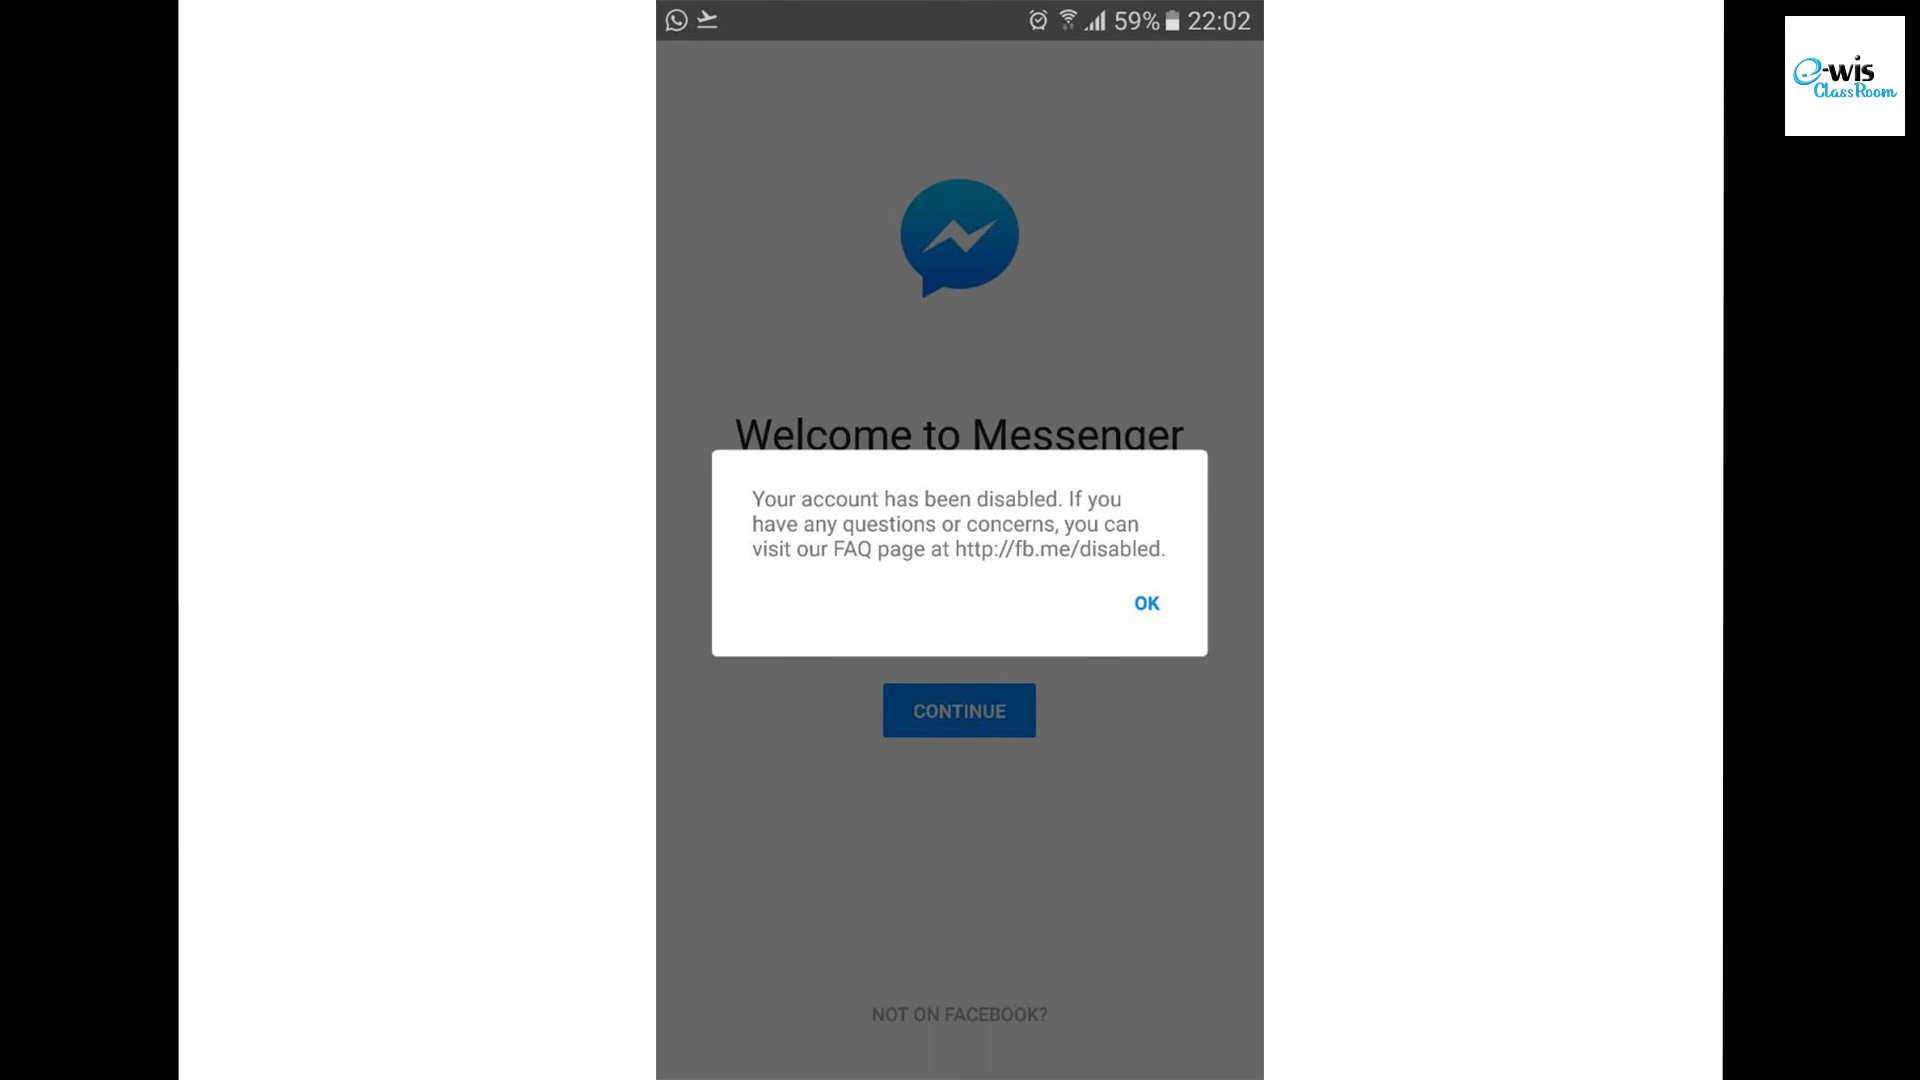 59% 22:02
e-wis
ClassRoom
Welcome to Messenger
Your account has been disabled. If you
have any questions or concerns, you can
visit our FAQ page at http://fb.me/disabled.
OK
CONTINUE
NOT ON FACEBOOK?